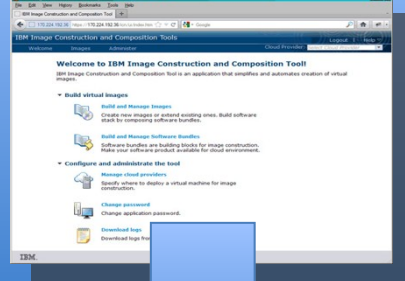 File Edit View History Bookmarks Tools Help
IBM Image Construction and Composition Tool
Google
IBM Image Construction and Composition Tools
Logout Help
Welcome Images Administer Cloud Provider:
Welcome to IBM Image Construction and Composition Tool!
IBM Image Construction and Composition Tool is an application that simplifies and automates creation of virtual
images.
Build virtual images
Build and Manage Images
Create new images or extend existing ones. Build software
stack by composing software bundles.
Build and Manage Software Bundles
Software bundles are building blocks for image construction.
Make your software product available for cloud environment.
Configure and administrate the tool
Manage cloud providers
Specify where to deploy a virtual machine for image
construction.
Change password
Change application password.
Download logs
Download logs
IBM.